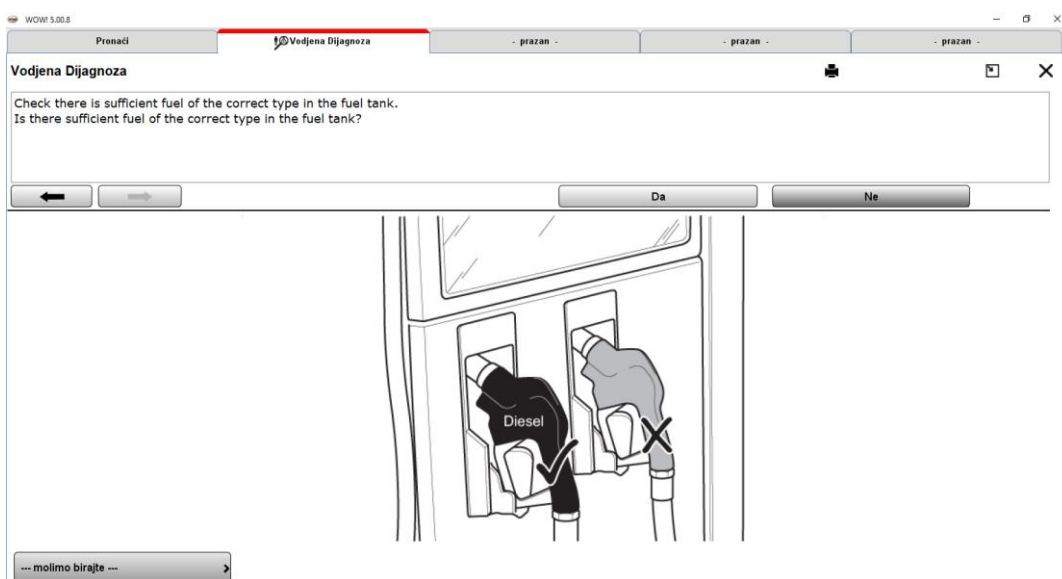 WOW! 5.00.8
Pronaći
Vodjena Dijagnoza
- prazan -
- prazan -
- prazan -
Vodjena Dijagnoza
Check there is sufficient fuel of the correct type in the fuel tank.
Is there sufficient fuel of the correct type in the fuel tank?
Da
Ne
Diesel
--- molimo birajte ---